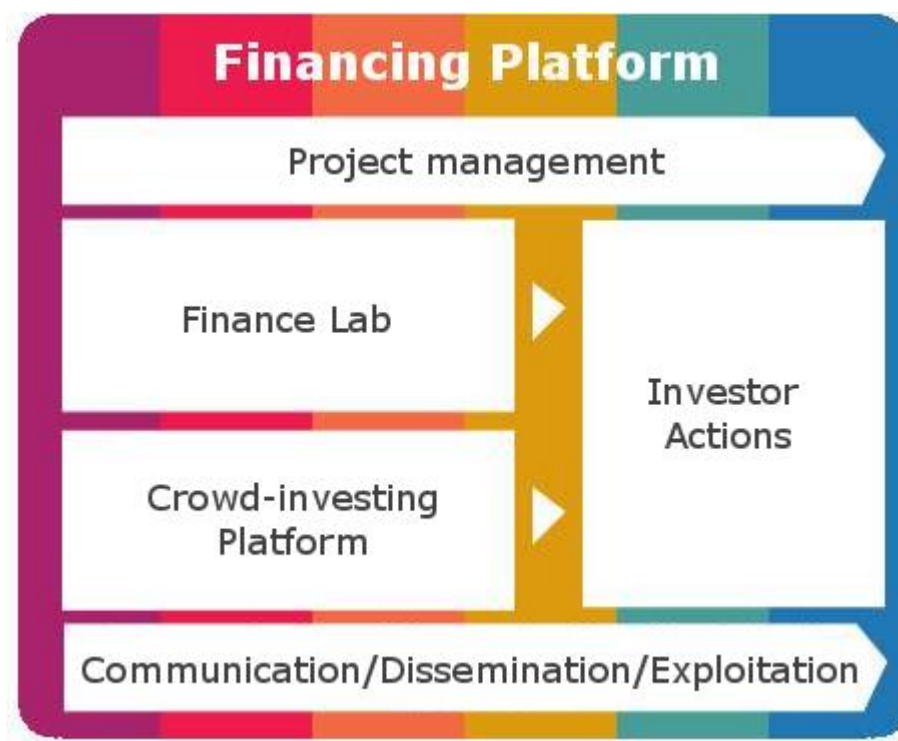 Financing Platform
Project management
Finance Lab
Investor
Actions
Crowd-investing
Platform
Communication/Dissemination/Exploitation